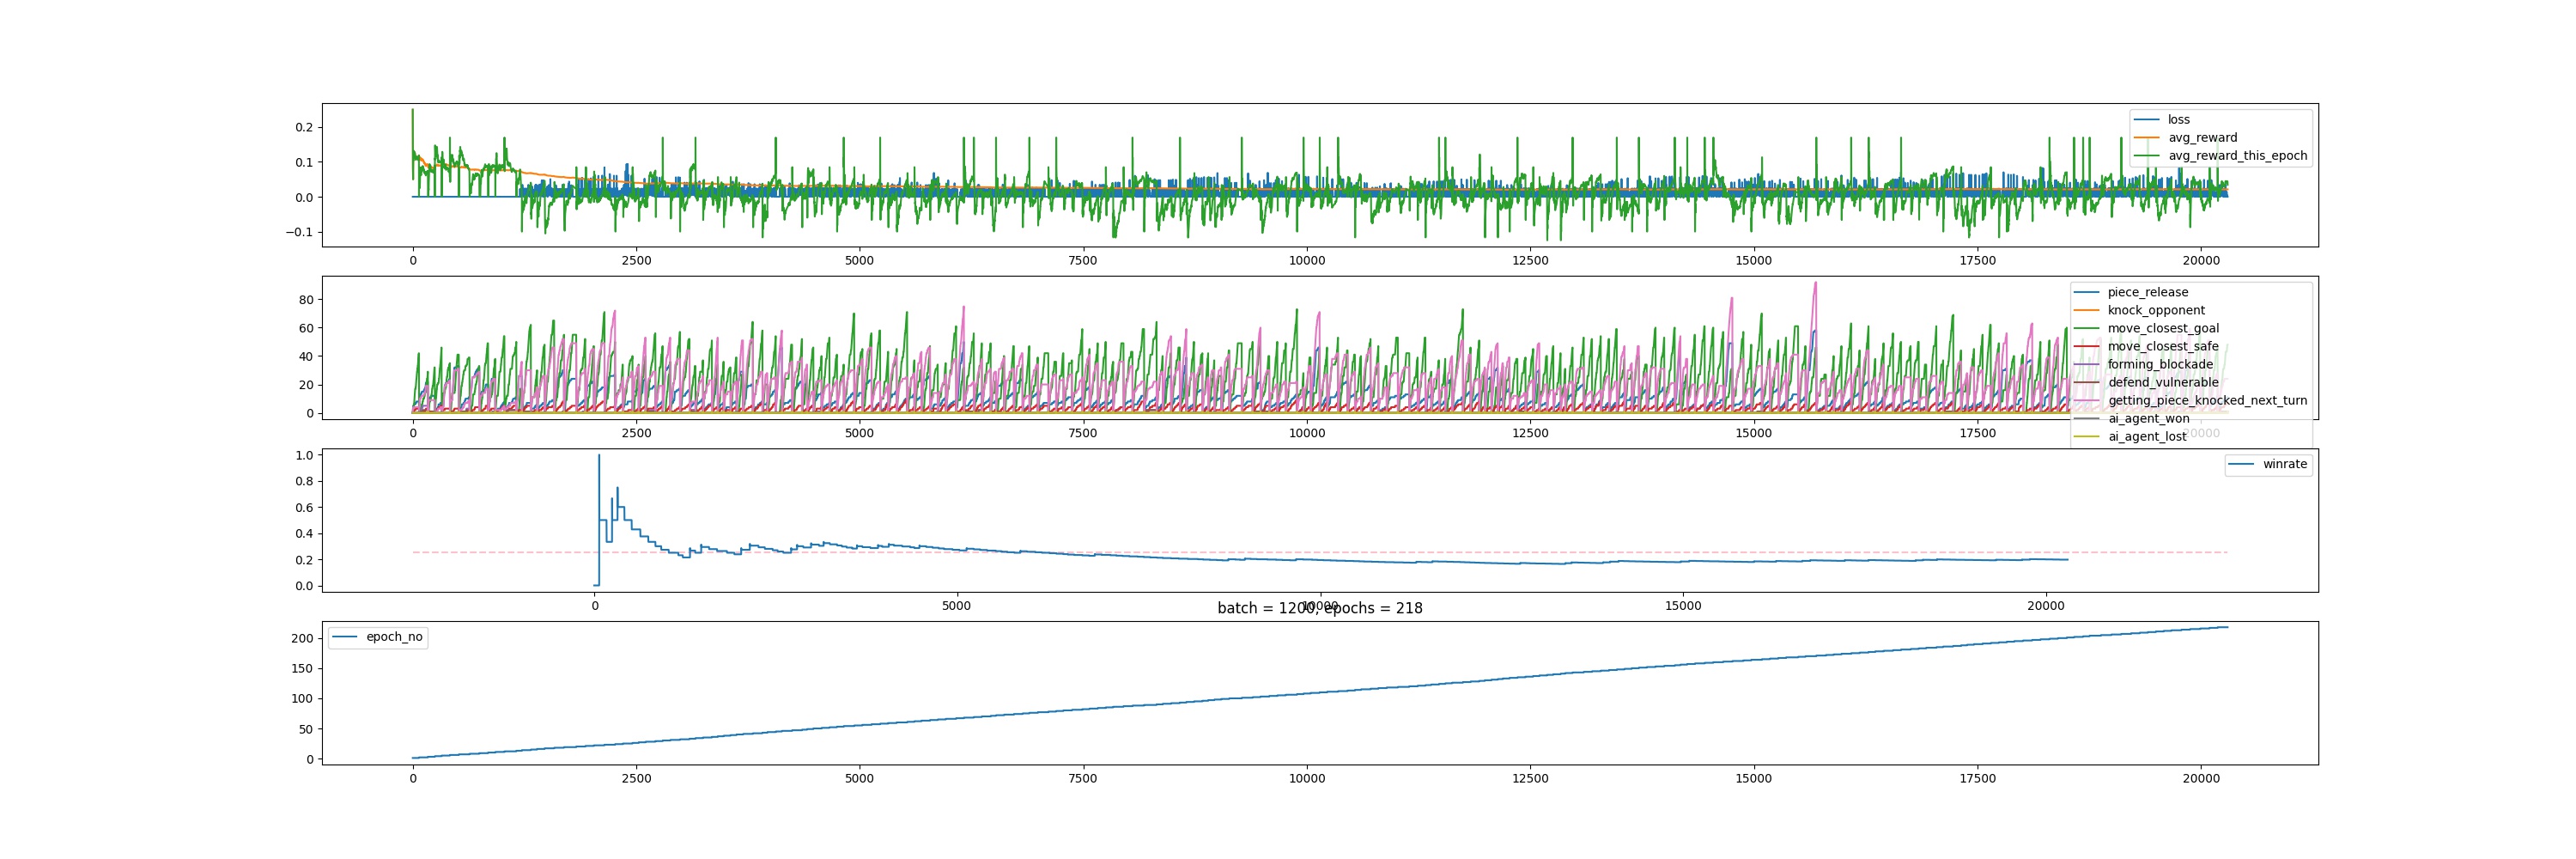 0.2
0.1
0.0
−0.1
loss
avg_reward
avg_reward_this_epoch
0 2500 5000 7500 10000 12500 15000 17500 20000
80
60
40
20
0
piece_release
knock_opponent
move_closest_goal
move_closest_safe
forming_blockade
defend_vulnerable
getting_piece_knocked_next_turn
ai_agent_won
ai_agent_lost
0 2500 5000 7500 10000 12500 15000 17500 20000
1.0
0.8
0.6
0.4
0.2
0.0
winrate
0 5000 10000 15000 20000
batch = 1200, epochs = 218
200
150
100
50
0
epoch_no
0 2500 5000 7500 10000 12500 15000 17500 20000